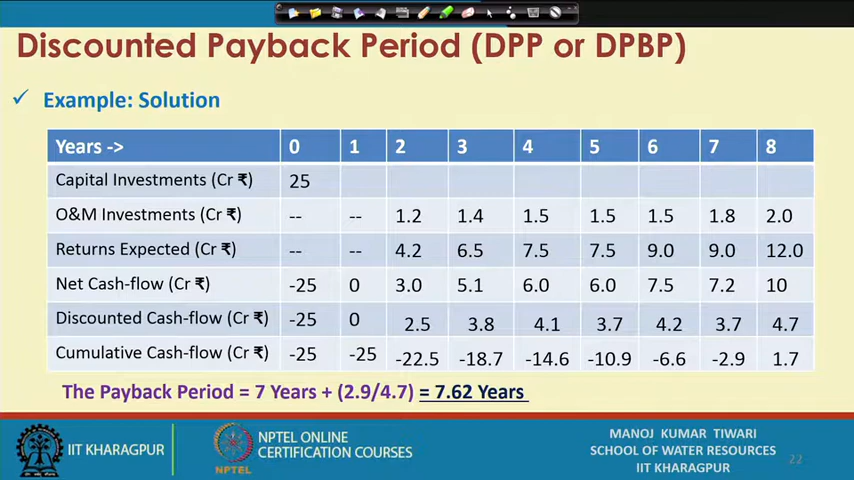 Discounted Payback Period (DPP or DPBP)
✓ Example: Solution
Years -> 0 1 2 3 4 5 6 7 8
Capital Investments (Cr ₹) 25
O&M Investments (Cr ₹) -- -- 1.2 1.4 1.5 1.5 1.5 1.8 2.0
Returns Expected (Cr ₹) -- -- 4.2 6.5 7.5 7.5 9.0 9.0 12.0
Net Cash-flow (Cr ₹) -25 0 3.0 5.1 6.0 6.0 7.5 7.2 10
Discounted Cash-flow (Cr ₹) -25 0 2.5 3.8 4.1 3.7 4.2 3.7 4.7
Cumulative Cash-flow (Cr ₹) -25 -25 -22.5 -18.7 -14.6 -10.9 -6.6 -2.9 1.7
The Payback Period = 7 Years + (2.9/4.7) = 7.62 Years
IIT KHARAGPUR
NPTEL
NPTEL ONLINE
CERTIFICATION COURSES
MANOJ KUMAR TIWARI
SCHOOL OF WATER RESOURCES
IIT KHARAGPUR
22